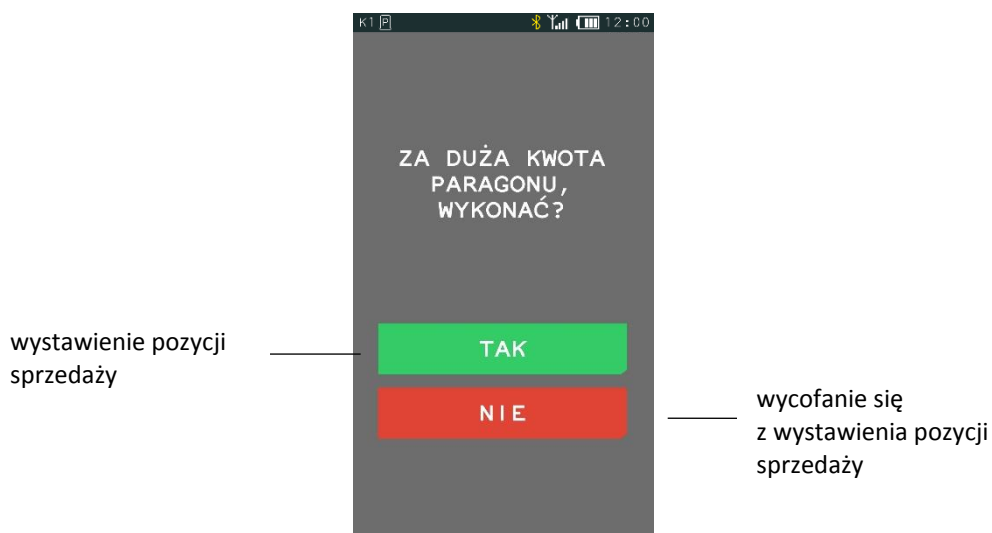 K1 P 12:00
ZA DUŻA KWOTA
PARAGONU,
WYKONAĆ?
wystawienie pozycji
sprzedaży
TAK
NIE
wycofanie się
z wystawienia pozycji
sprzedaży